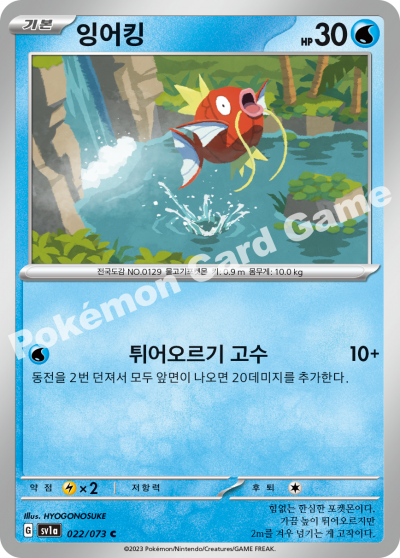 기본 잉어킹 HP 30
전국도감 NO.0129 물고기포켓몬 키: 0.9 m 몸무게: 10.0 kg
튀어오르기 고수 10+
동전을 2번 던져서 모두 앞면이 나오면 20데미지를 추가한다.
약점 ×2 저항력 후퇴
Illus. HYOGONOSUKE
G sv1a 022/073 C
힘없는 한심한 포켓몬이다.
가끔 높이 뛰어오르지만
2m를 겨우 넘기는 게 고작이다.
©2023 Pokémon/Nintendo/Creatures/GAME FREAK.
Pokémon Card Game